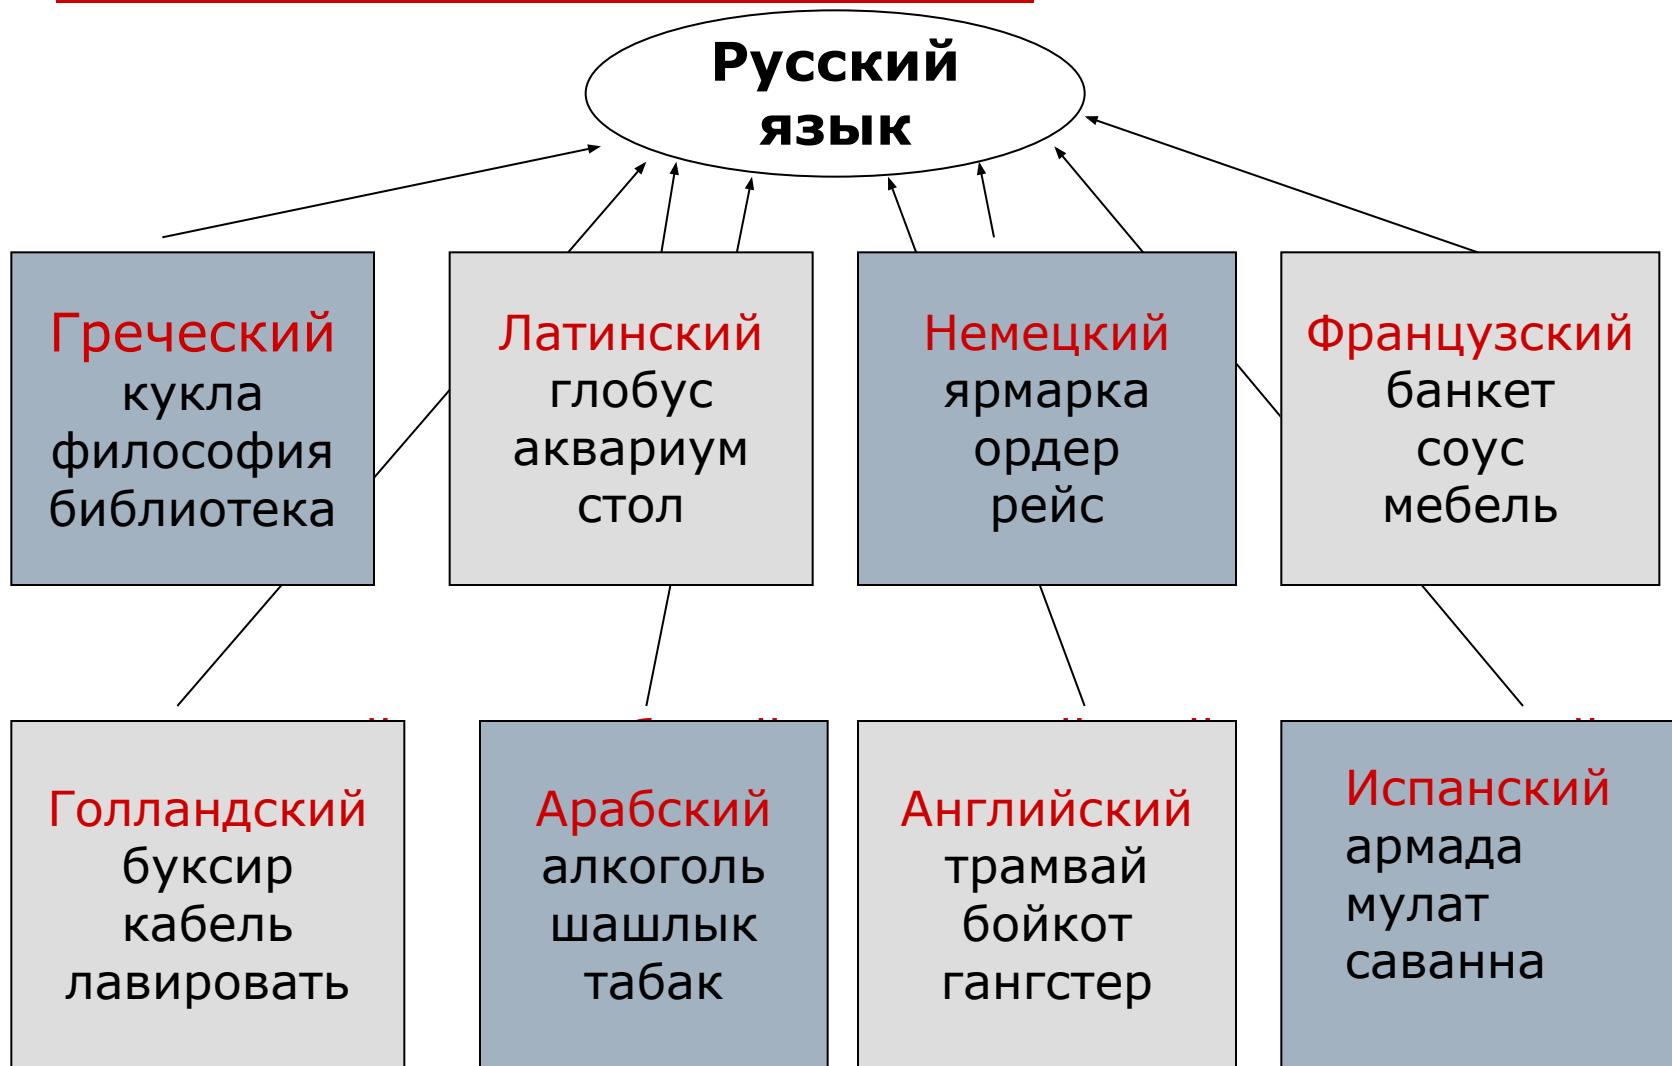 Русский
язык
Греческий
кукла
философия
библиотека
Латинский
глобус
аквариум
стол
Немецкий
ярмарка
ордер
рейс
Французский
банкет
соус
мебель
Голландский
буксир
кабель
лавировать
Арабский
алкоголь
шашлык
табак
Английский
трамвай
бойкот
гангстер
Испанский
армада
мулат
саванна